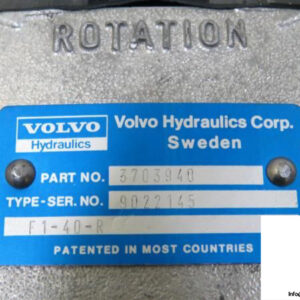 ROTATION
VOLVO
Hydraulics
Volvo Hydraulics Corp.
Sweden
PART NO. 3703840
TYPE-SER. NO. 9022145
F1-40-R
PATENTED IN MOST COUNTRIES